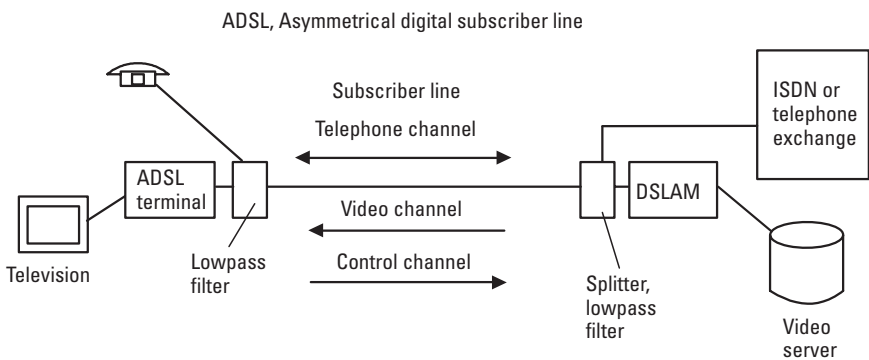 ADSL, Asymmetrical digital subscriber line
Subscriber line
Telephone channel
ISDN or
telephone
exchange
ADSL
terminal
DSLAM
Video channel
Television
Lowpass
filter
Control channel
Splitter,
lowpass
filter
Video
server